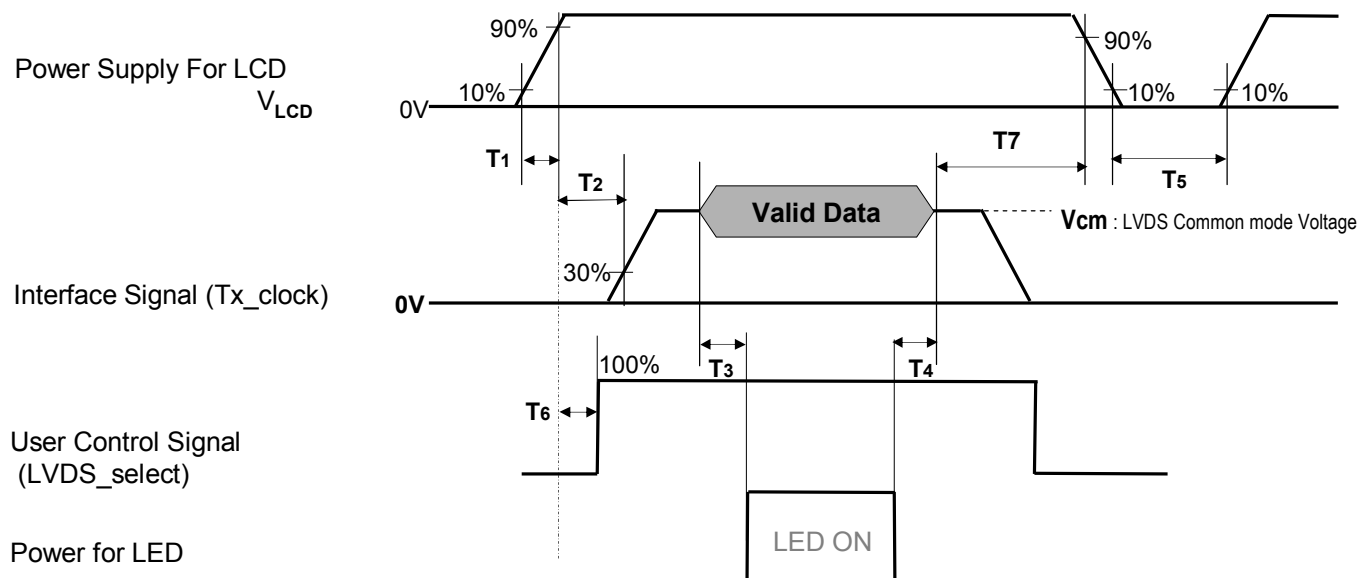 90%
90%
Power Supply For LCD
VLCD
10%
10%
10%
0V
T1
T2
T7
T5
Valid Data
Vcm : LVDS Common mode Voltage
30%
Interface Signal (Tx_clock)
0V
T3
T4
100%
T6
User Control Signal
(LVDS_select)
LED ON
Power for LED